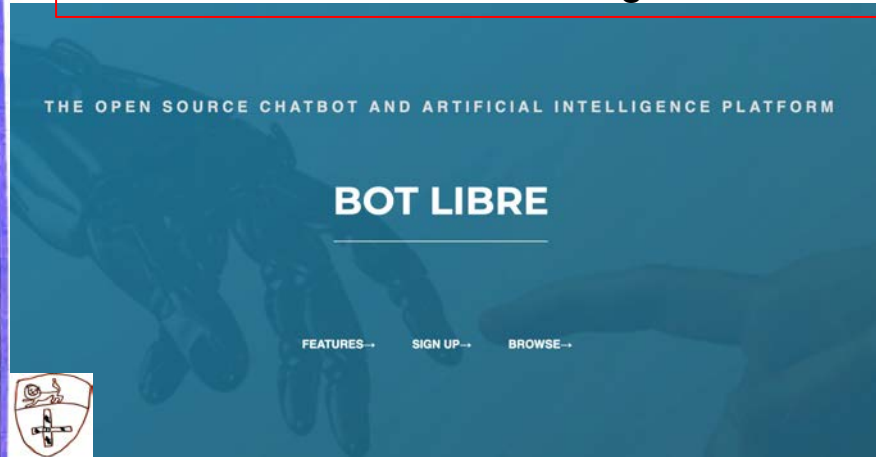 THE OPEN SOURCE CHATBOT AND ARTIFICIAL INTELLIGENCE PLATFORM
BOT LIBRE
FEATURES→ SIGN UP→ BROWSE→